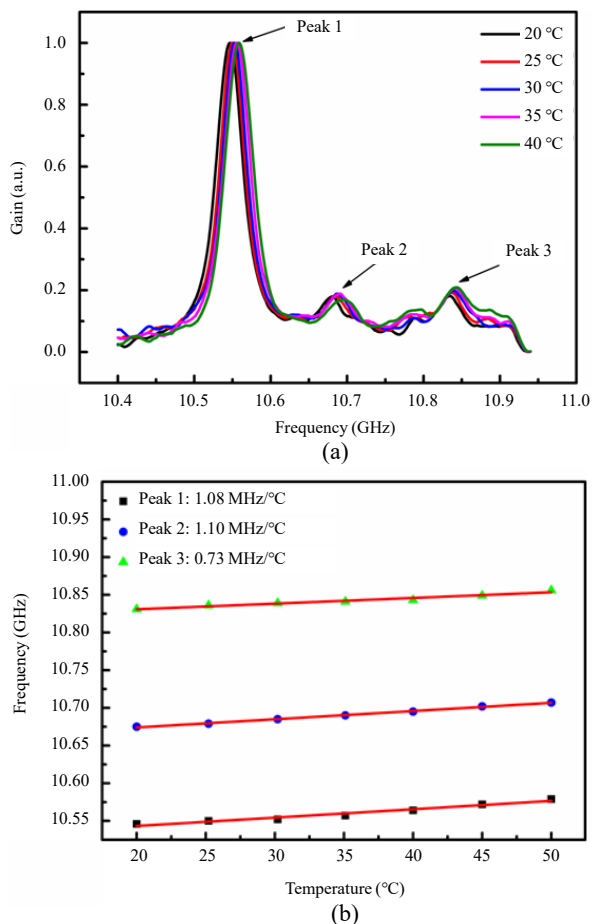 Peak 1
20 °C
25 °C
30 °C
35 °C
40 °C
Peak 2
Peak 3
Gain (a.u.)
1.0
0.8
0.6
0.4
0.2
0.0
10.4 10.5 10.6 10.7 10.8 10.9 11.0
Frequency (GHz)
(a)
11.00
10.95
10.90
10.85
10.80
10.75
10.70
10.65
10.60
10.55
Peak 1: 1.08 MHz/°C
Peak 2: 1.10 MHz/°C
Peak 3: 0.73 MHz/°C
Frequency (GHz)
20 25 30 35 40 45 50
Temperature (°C)
(b)